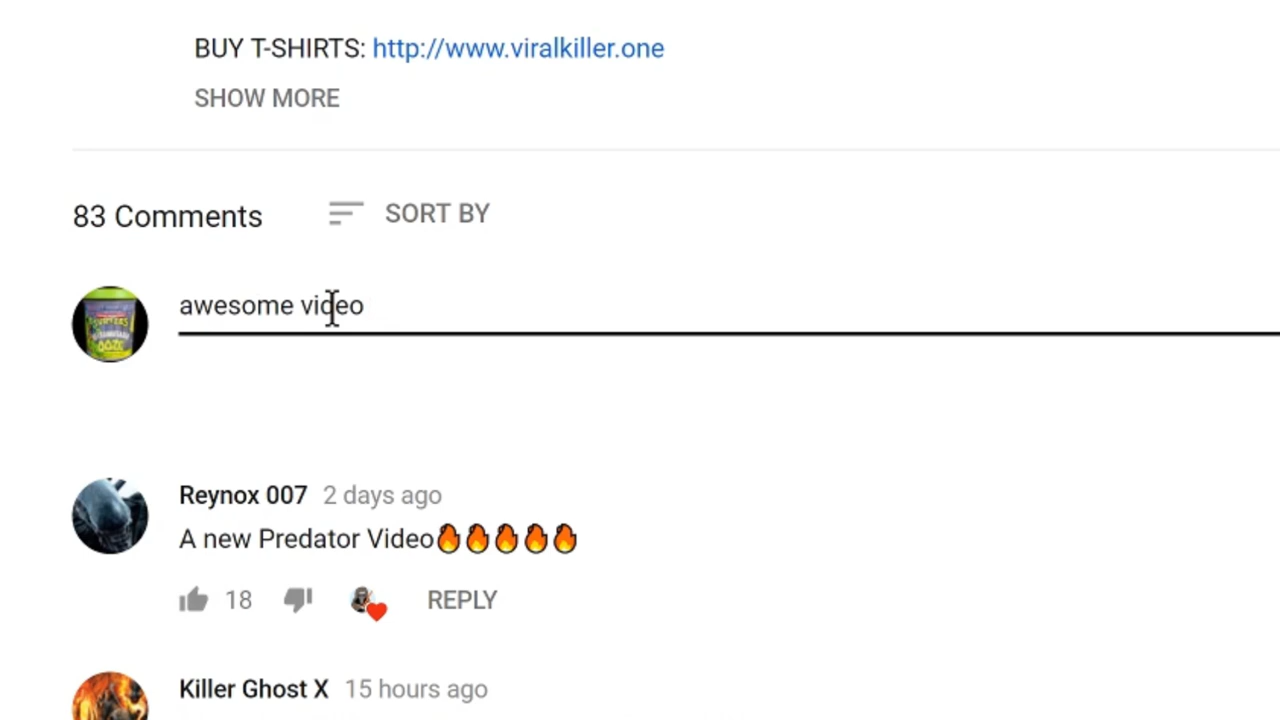 BUY T-SHIRTS: http://www.viralkiller.one
SHOW MORE
83 Comments SORT BY
awesome video
Reynox 007 2 days ago
A new Predator Video🔥🔥🔥🔥🔥
18 REPLY
Killer Ghost X 15 hours ago